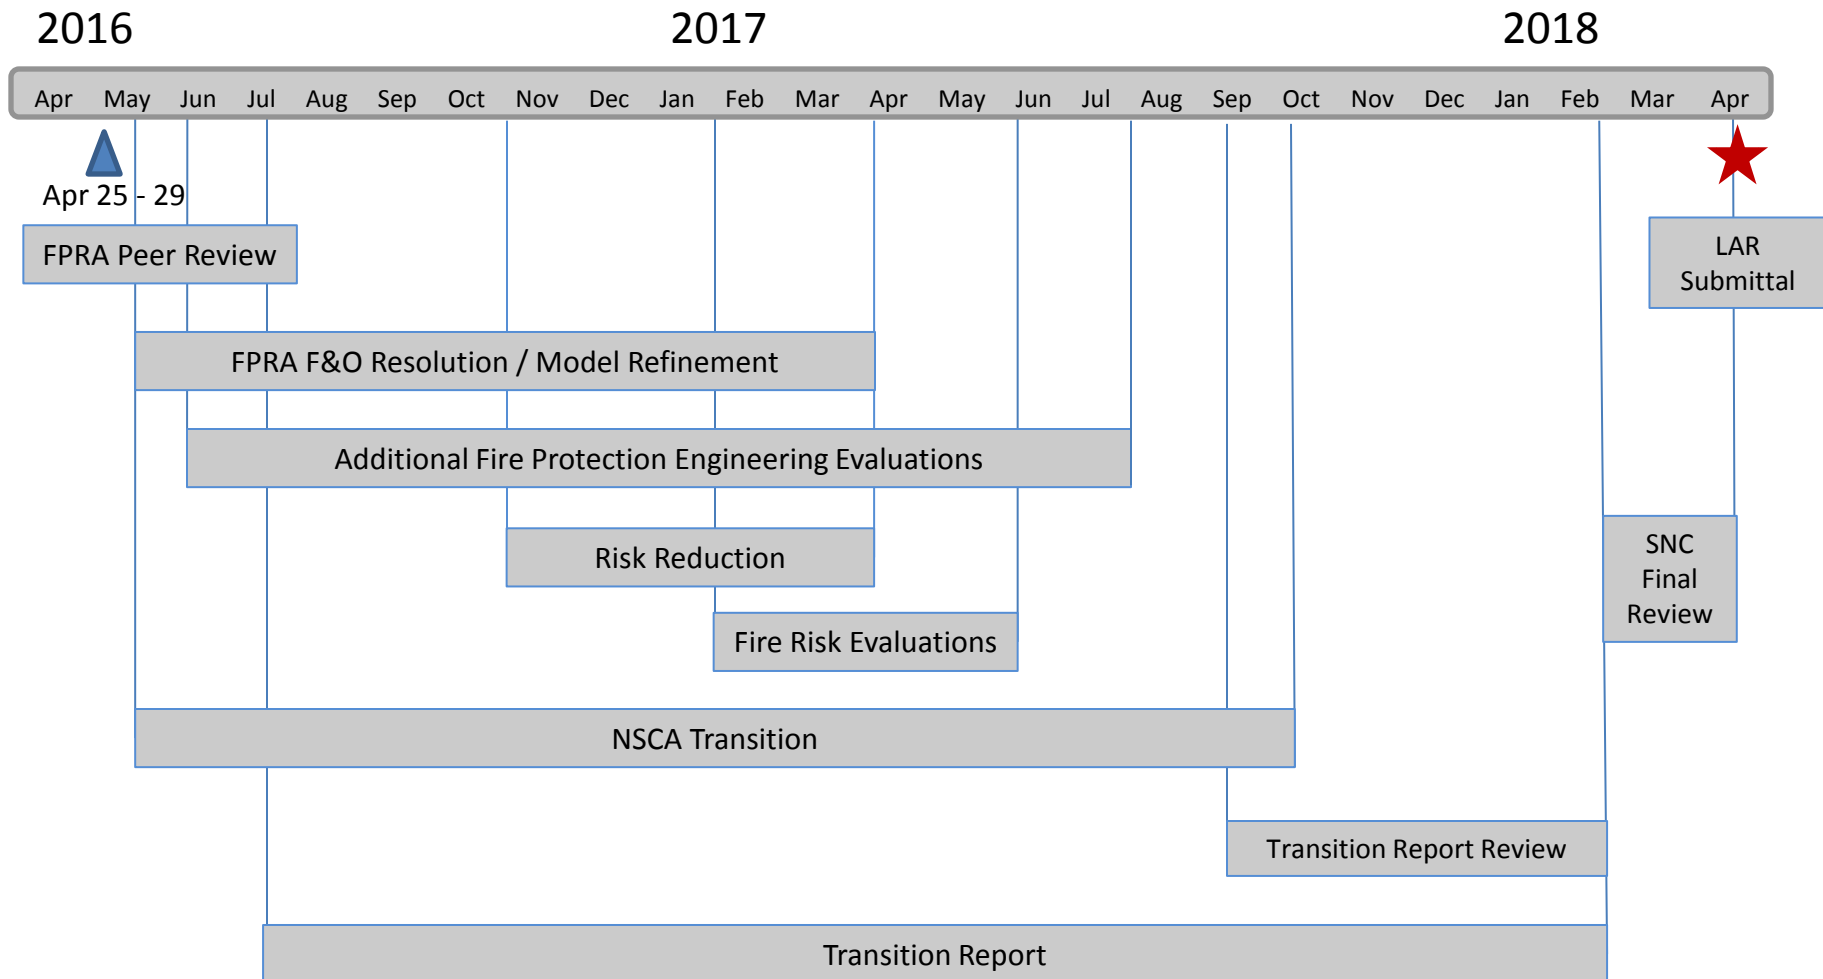 2016 2017 2018
Apr May Jun Jul Aug Sep Oct Nov Dec Jan Feb Mar Apr May Jun Jul Aug Sep Oct Nov Dec Jan Feb Mar Apr
Apr 25 - 29
FPRA Peer Review
LAR
Submittal
FPRA F&O Resolution / Model Refinement
Additional Fire Protection Engineering Evaluations
Risk Reduction
SNC
Final
Review
Fire Risk Evaluations
NSCA Transition
Transition Report Review
Transition Report